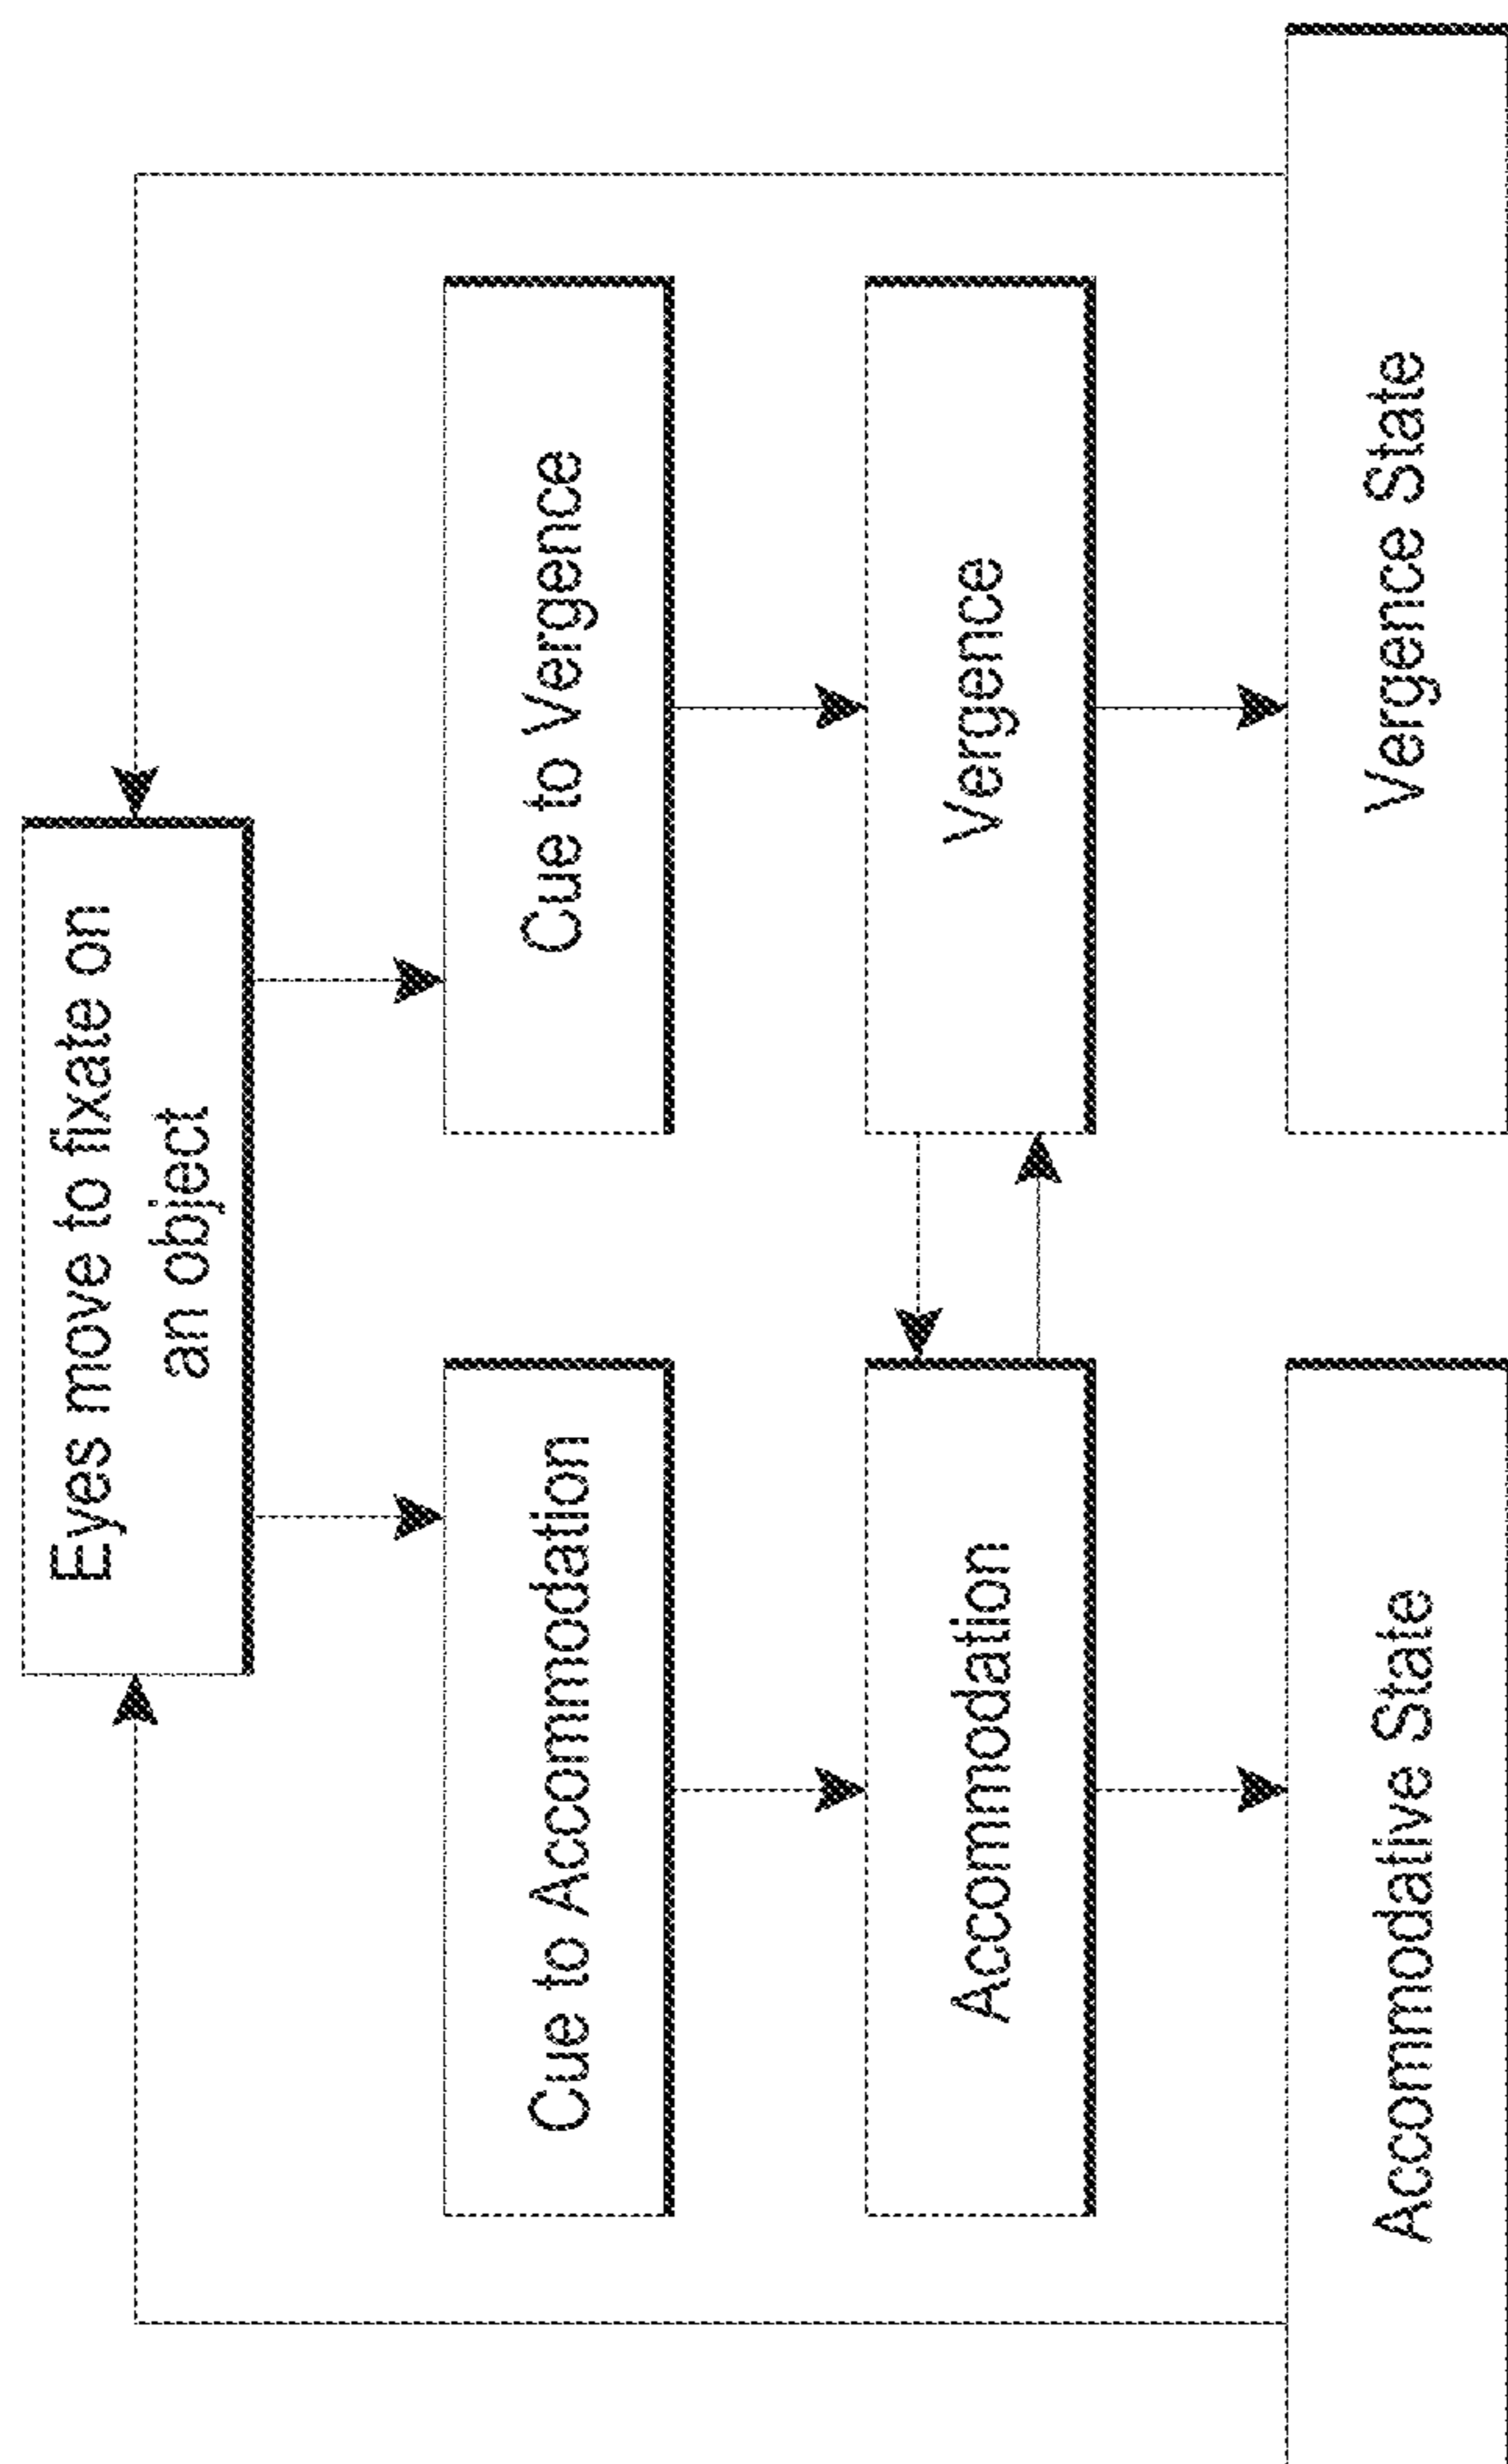 Eyes move to fixate on
an object
Cue to Accommodation
Cue to Vergence
Accommodation
Vergence
Accommodative State
Vergence State